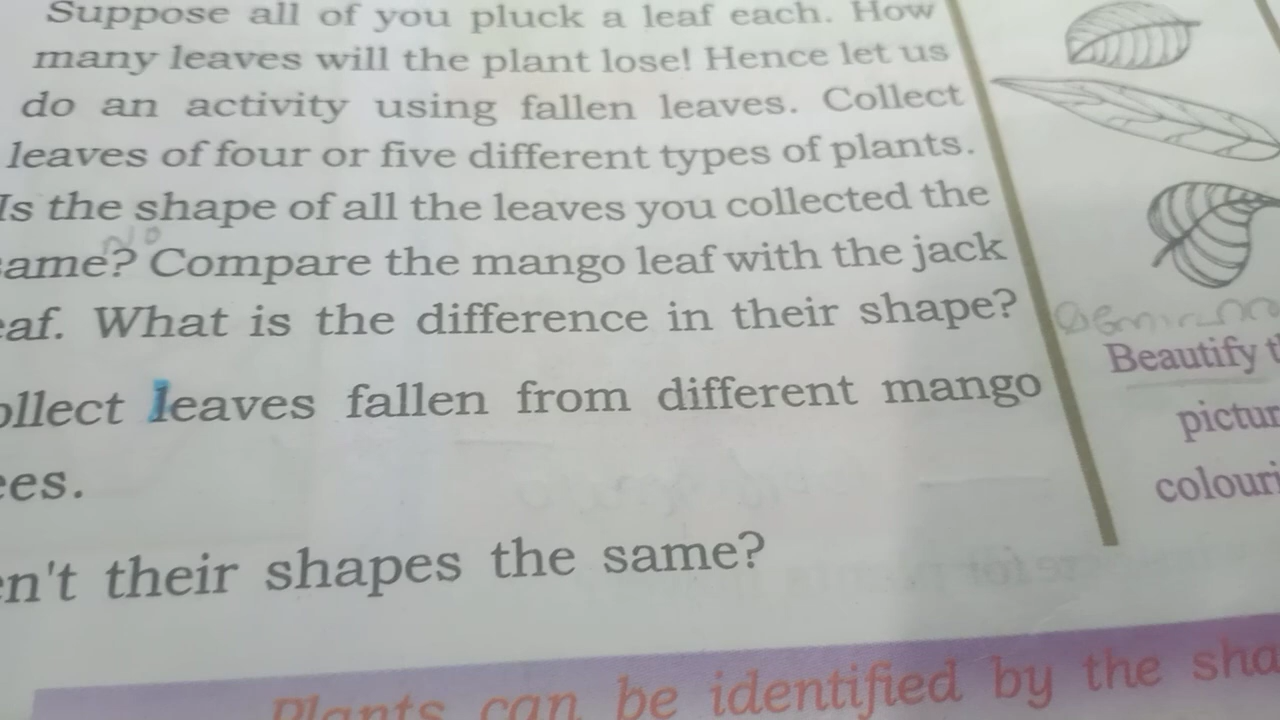 Suppose all of you pluck a leaf each. How
many leaves will the plant lose! Hence let us
do an activity using fallen leaves. Collect
leaves of four or five different types of plants.
Is the shape of all the leaves you collected the
No
ame? Compare the mango leaf with the jack
eaf. What is the difference in their shape?
ollect leaves fallen from different mango
ees.
en't their shapes the same?
Plants can be identified by the sha
Beautify t
pictur
colouri